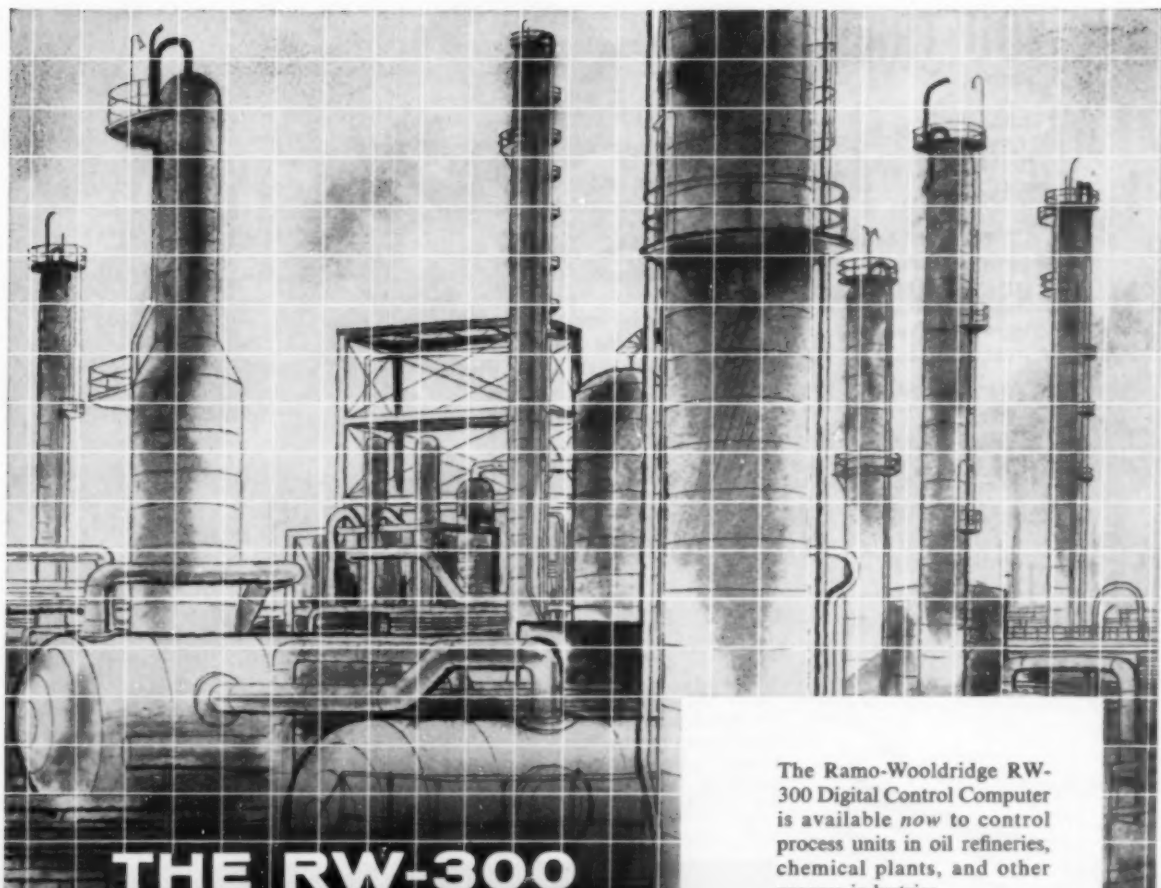 THE RW-300
The Ramo-Wooldridge RW-
300 Digital Control Computer
is available now to control
process units in oil refineries,
chemical plants, and other